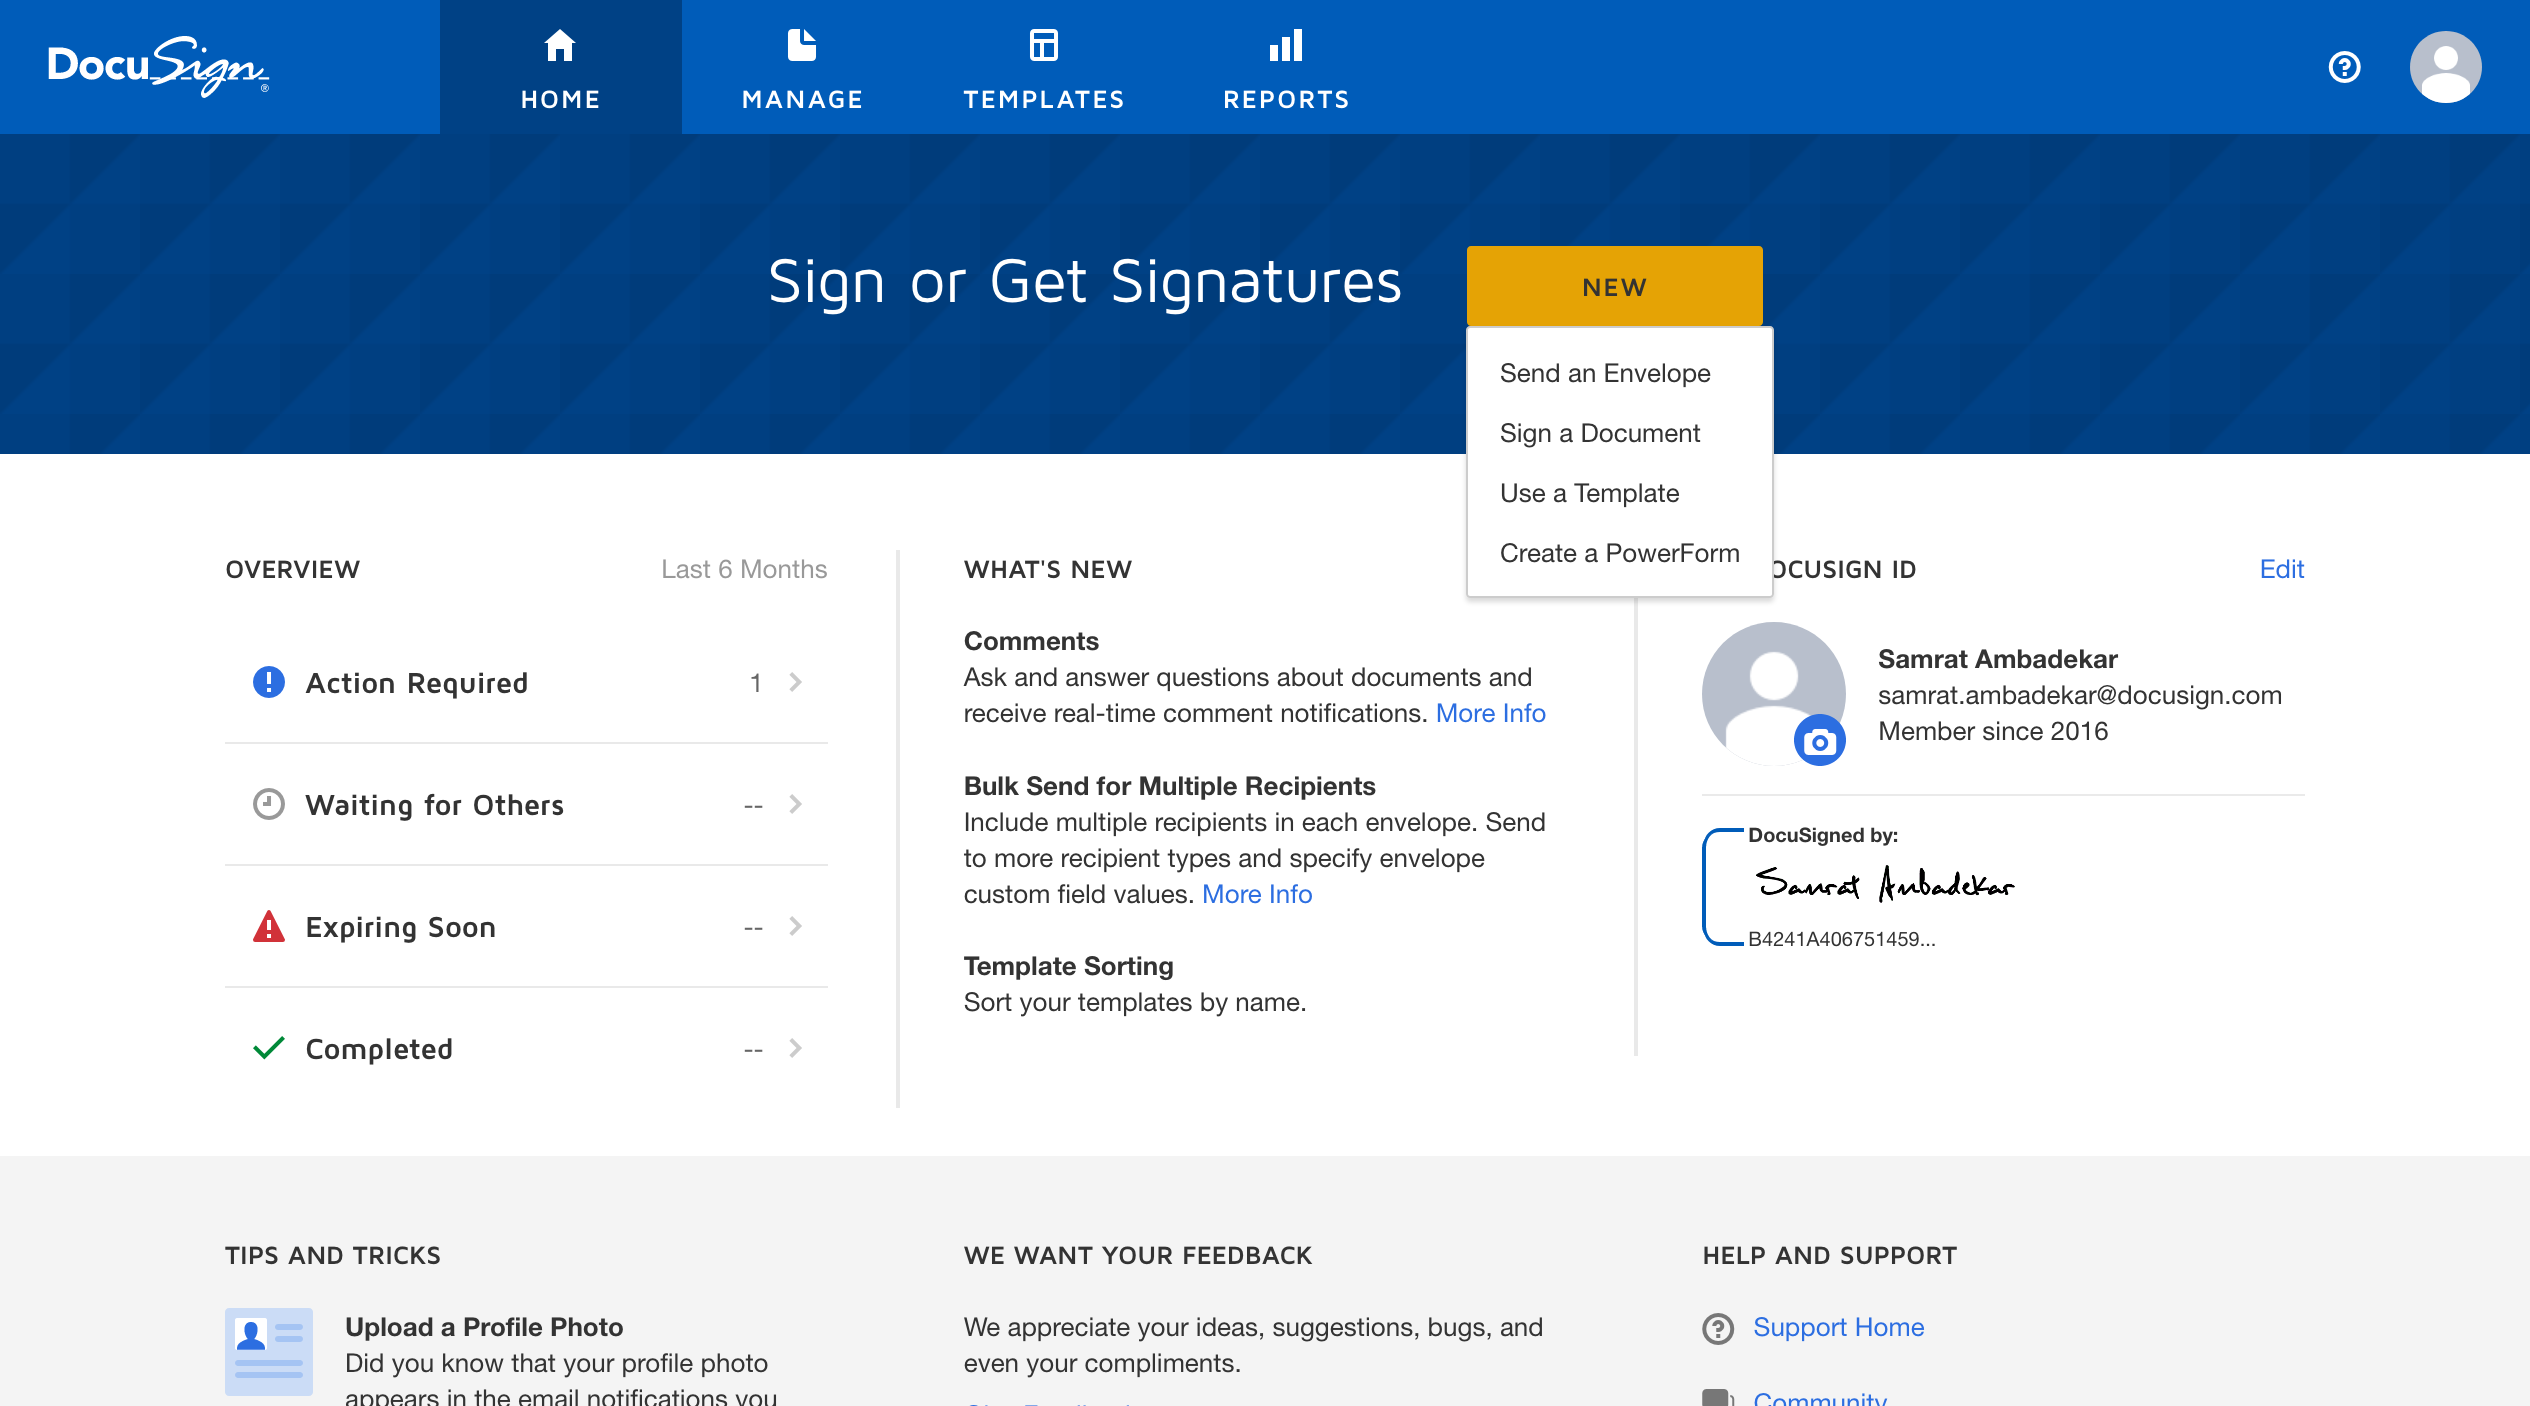 DocuSign®
HOME
MANAGE
TEMPLATES
REPORTS
Sign or Get Signatures
NEW
Send an Envelope
Sign a Document
Use a Template
Create a PowerForm
OVERVIEW
Last 6 Months
Action Required
1
Waiting for Others
--
Expiring Soon
--
Completed
--
WHAT'S NEW
Comments
Ask and answer questions about documents and
receive real-time comment notifications. More Info
Bulk Send for Multiple Recipients
Include multiple recipients in each envelope. Send
to more recipient types and specify envelope
custom field values. More Info
Template Sorting
Sort your templates by name.
OCUSIGN ID
Edit
Samrat Ambadekar
samrat.ambadekar@docusign.com
Member since 2016
DocuSigned by:
Samrat Ambadekar
B4241A406751459...
TIPS AND TRICKS
Upload a Profile Photo
Did you know that your profile photo
appears in the email notifications you
WE WANT YOUR FEEDBACK
We appreciate your ideas, suggestions, bugs, and
even your compliments.
HELP AND SUPPORT
Support Home
Community